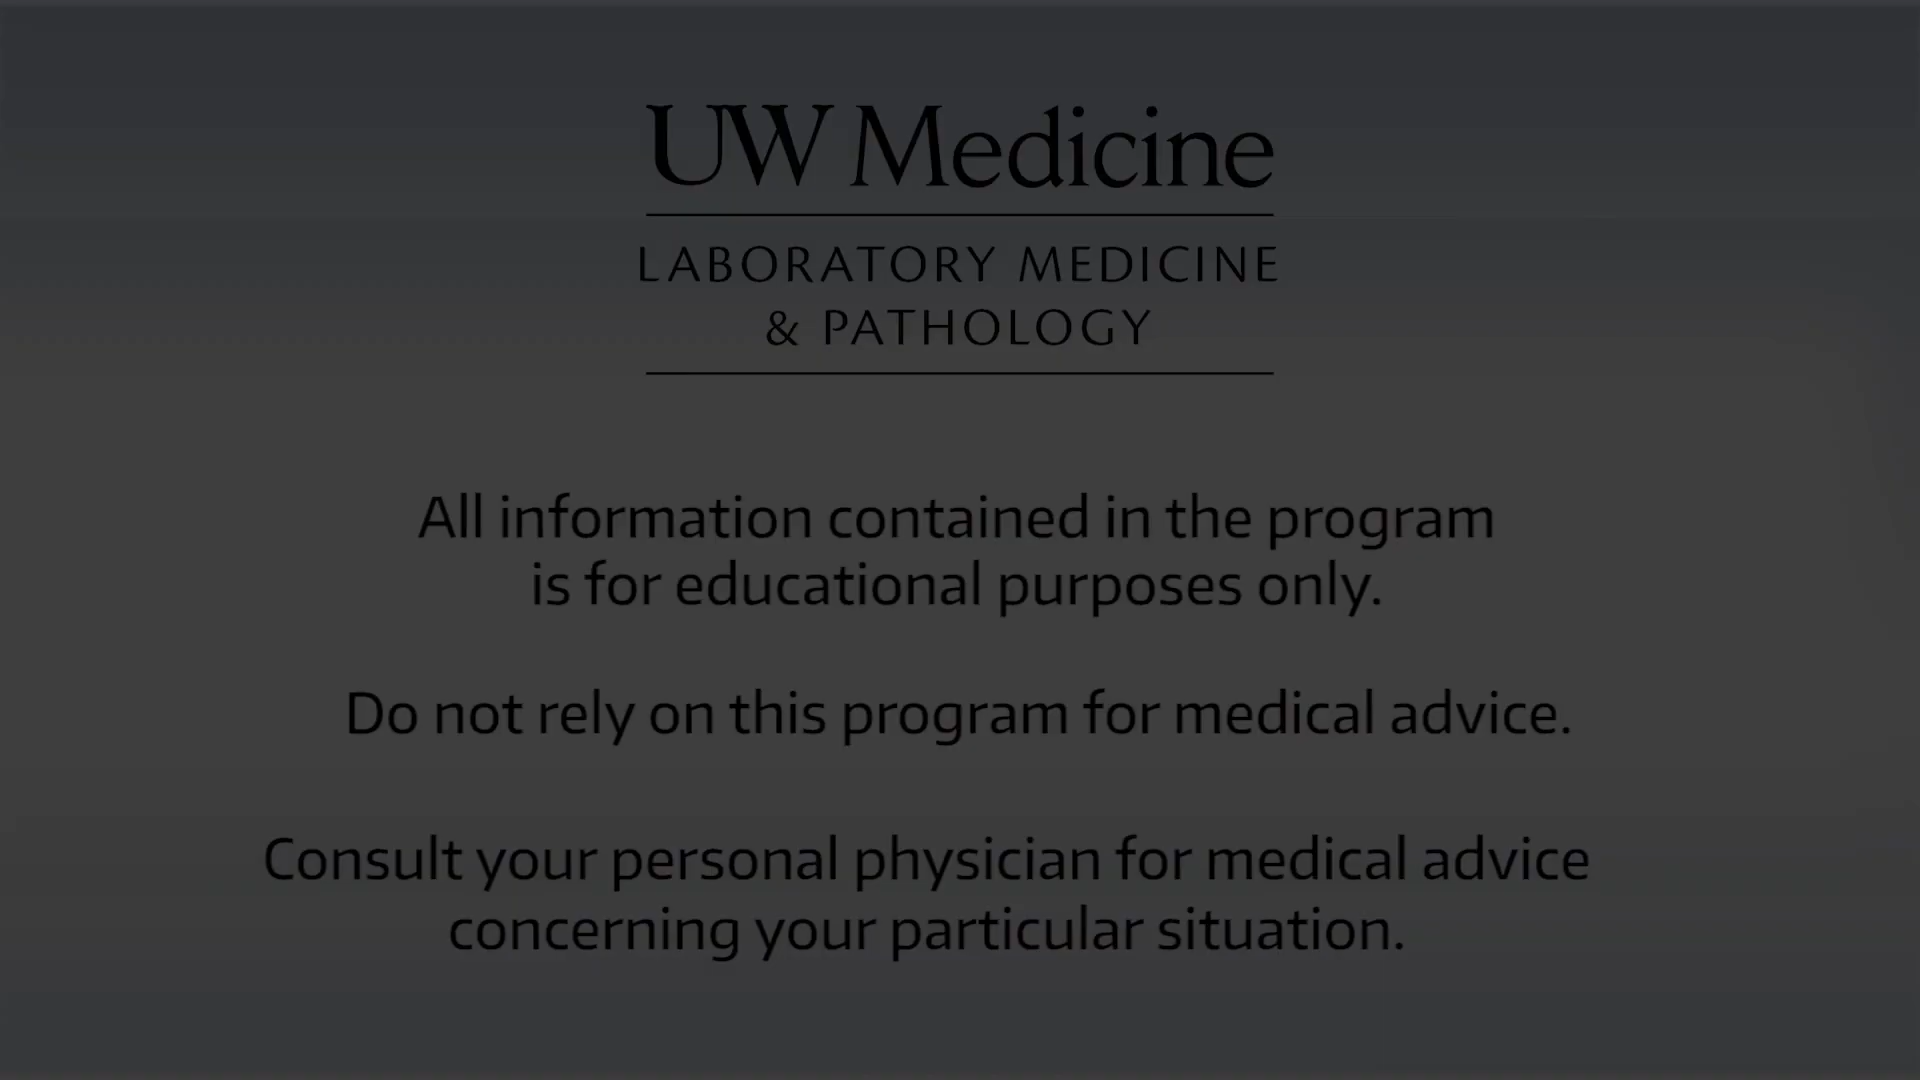 UW Medicine
LABORATORY MEDICINE
& PATHOLOGY
All information contained in the program
is for educational purposes only.
Do not rely on this program for medical advice.
Consult your personal physician for medical advice
concerning your particular situation.